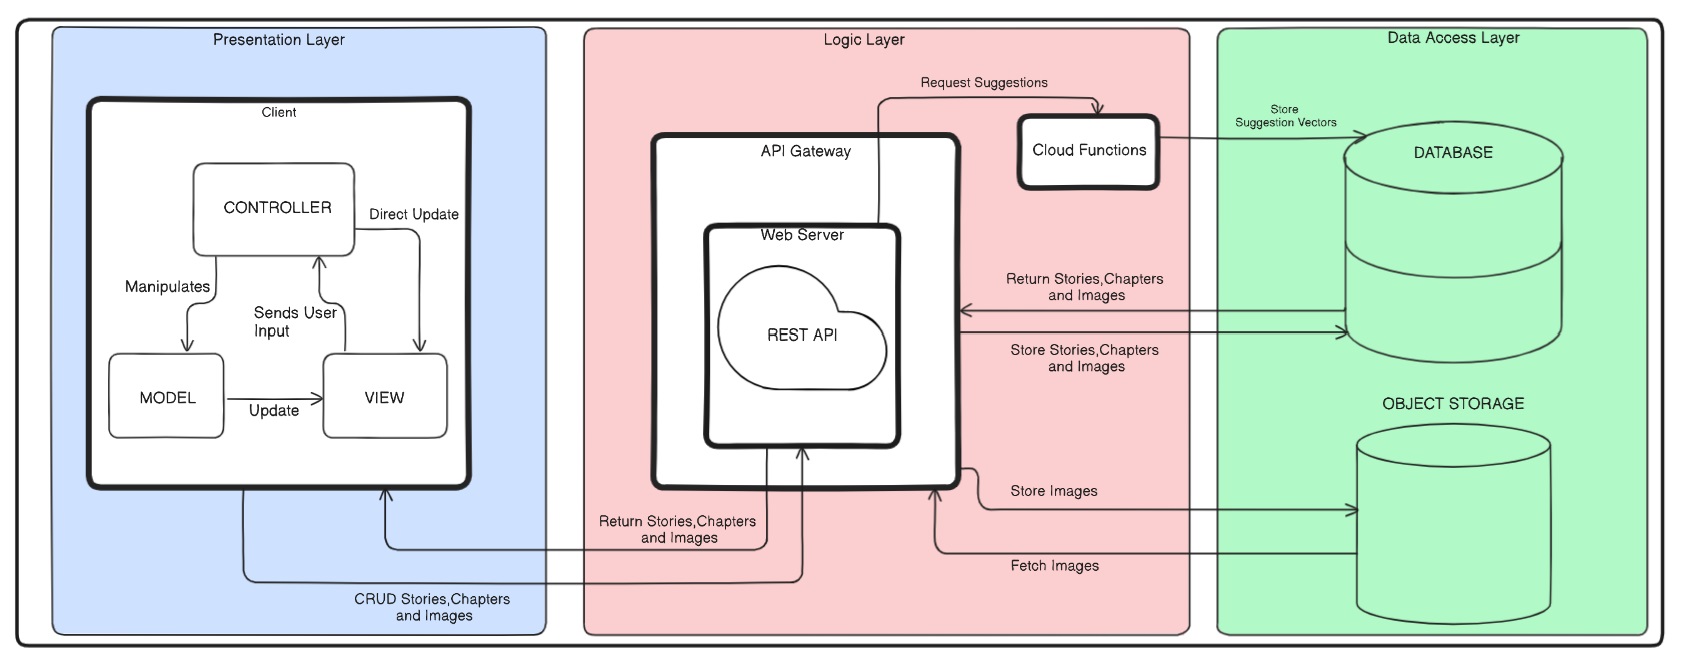 Presentation Layer
Client
CONTROLLER
Direct Update
Manipulates
Sends User
Input
MODEL
Update
VIEW
Logic Layer
Request Suggestions
Cloud Functions
API Gateway
Web Server
REST API
Return Stories,Chapters
and Images
Store Stories,Chapters
and Images
Store Images
Fetch Images
Return Stories,Chapters
and Images
CRUD Stories,Chapters
and Images
Data Access Layer
Store
Suggestion Vectors
DATABASE
OBJECT STORAGE